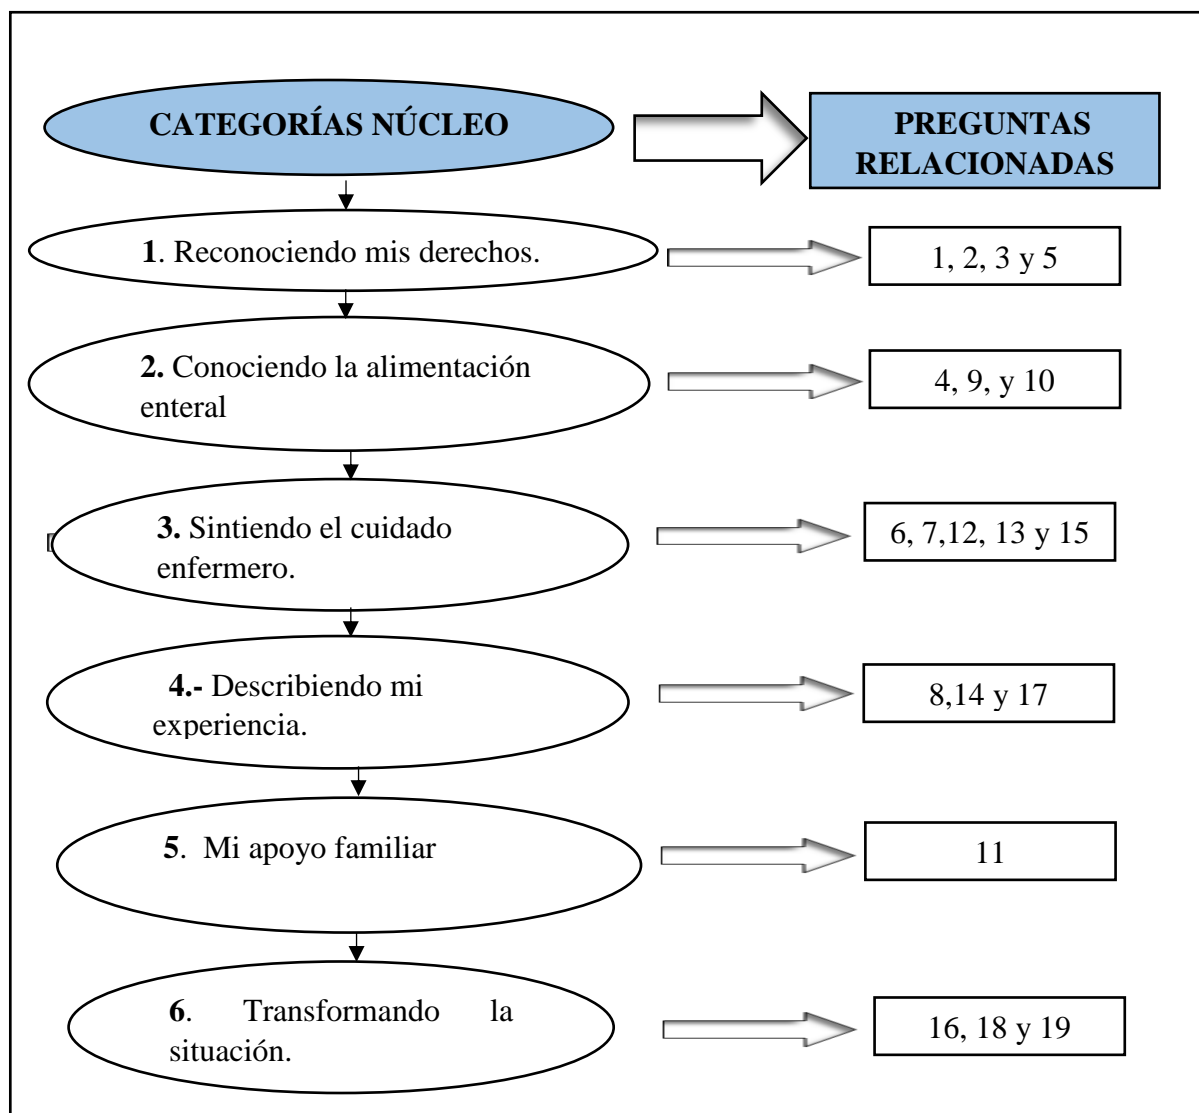 CATEGORÍAS NÚCLEO
PREGUNTAS
RELACIONADAS
1. Reconociendo mis derechos.
1, 2, 3 y 5
2. Conociendo la alimentación
enteral
4, 9, y 10
3. Sintiendo el cuidado
enfermero.
6, 7,12, 13 y 15
4.- Describiendo mi
experiencia.
8,14 y 17
5. Mi apoyo familiar
11
6. Transformando la
situación.
16, 18 y 19